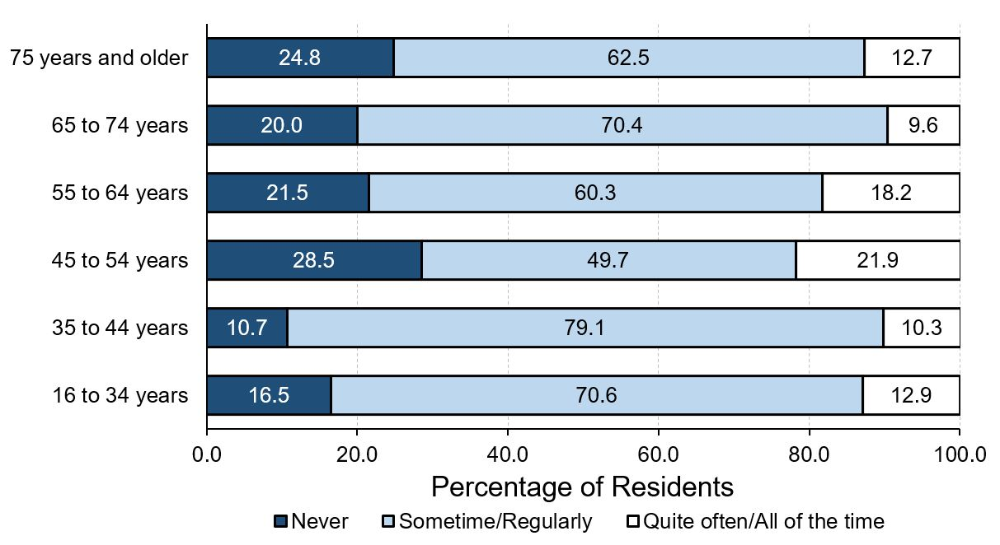 75 years and older 24.8 62.5 12.7
65 to 74 years 20.0 70.4 9.6
55 to 64 years 21.5 60.3 18.2
45 to 54 years 28.5 49.7 21.9
35 to 44 years 10.7 79.1 10.3
16 to 34 years 16.5 70.6 12.9
0.0 20.0 40.0 60.0 80.0 100.0
Percentage of Residents
Never Sometime/Regularly Quite often/All of the time